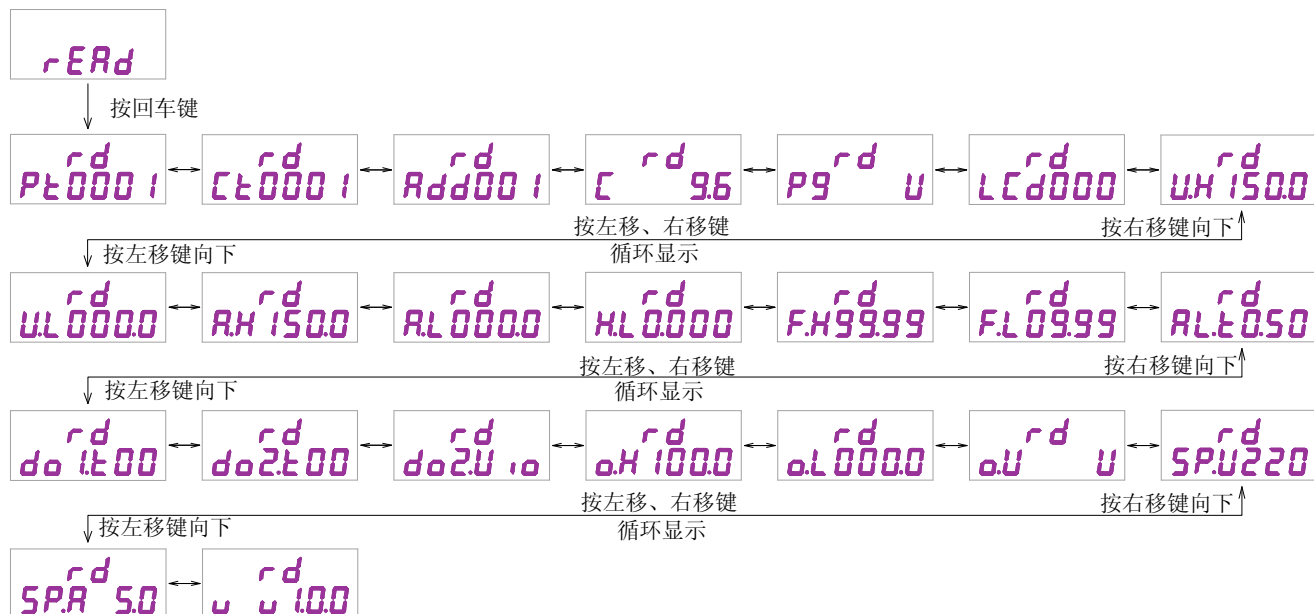 rEAd
按回车键
rd rd rd rd rd rd rd
Pt0001 Ct0001 Add001 C 9.6 P9 U LCd000 U.H150.0
按左移、右移键 按右移键向下
按左移键向下 循环显示
rd rd rd rd rd rd rd
U.L000.0 A.H150.0 A.L000.0 H.L0.000 F.H99.99 F.L09.99 AL.t0.50
按左移、右移键 按右移键向下
按左移键向下 循环显示
rd rd rd rd rd rd rd
do1.t00 do2.t00 do2.Uio o.H100.0 o.L000.0 o.U U SP.U220
按左移、右移键 按右移键向下
按左移键向下 循环显示
rd rd
SP.A 5.0 u u1.0.0